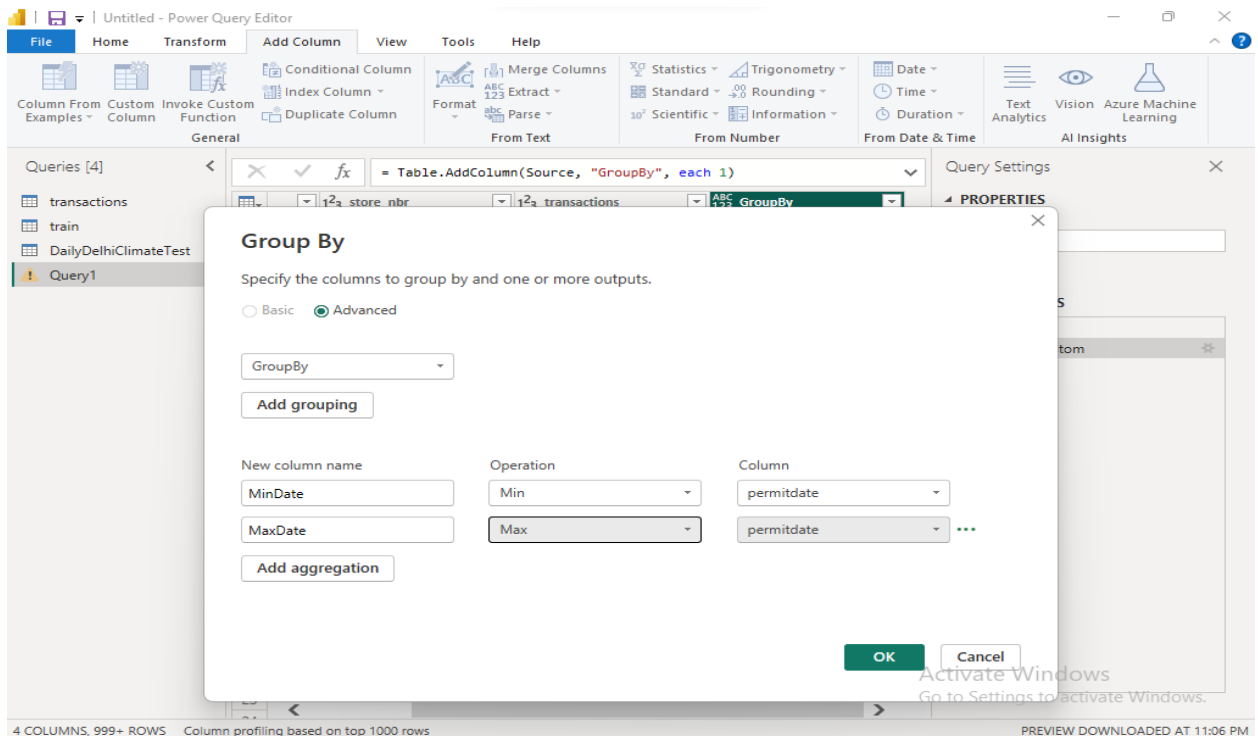 Untitled - Power Query Editor
File Home Transform Add Column View Tools Help
Column From Examples
Custom Column
Invoke Custom Function
Conditional Column
Index Column
Duplicate Column
General
Format
Merge Columns
Extract
Parse
From Text
Statistics
Standard
Scientific
Trigonometry
Rounding
Information
From Number
Date
Time
Duration
From Date & Time
Text Analytics
Vision
Azure Machine Learning
AI Insights
Queries [4]
transactions
train
DailyDelhiClimateTest
Query1
fx = Table.AddColumn(Source, "GroupBy", each 1)
1²3 store_nbr 1²3 transactions ABC 123 GroupBy
Query Settings
PROPERTIES
S
tom
Group By
Specify the columns to group by and one or more outputs.
Basic Advanced
GroupBy
Add grouping
New column name Operation Column
MinDate Min permitdate
MaxDate Max permitdate
Add aggregation
OK Cancel
Activate Windows
Go to Settings to activate Windows.
4 COLUMNS, 999+ ROWS Column profiling based on top 1000 rows PREVIEW DOWNLOADED AT 11:06 PM